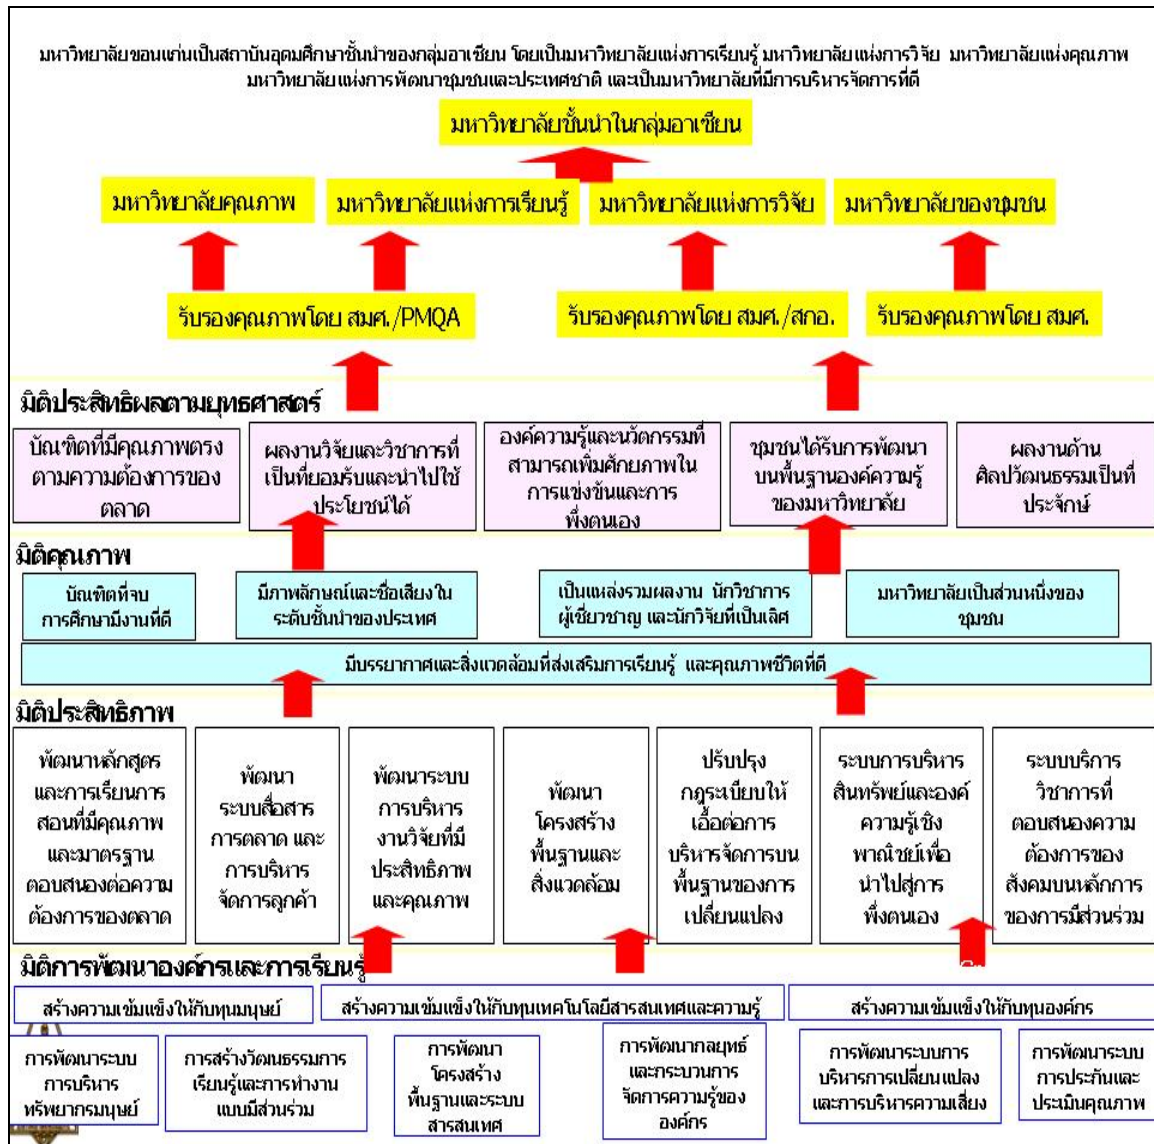 มหาวิทยาลัยขอนแก่นเป็นสถาบันอุดมศึกษาชั้นนำของกลุ่มอาเซียน โดยเป็นมหาวิทยาลัยแห่งการเรียนรู้ มหาวิทยาลัยแห่งการวิจัย มหาวิทยาลัยแห่งคุณภาพ
มหาวิทยาลัยแห่งการพัฒนาชุมชนและประเทศชาติ และเป็นมหาวิทยาลัยที่มีการบริหารจัดการที่ดี
มหาวิทยาลัยชั้นนำในกลุ่มอาเซียน
มหาวิทยาลัยคุณภาพ
มหาวิทยาลัยแห่งการเรียนรู้
มหาวิทยาลัยแห่งการวิจัย
มหาวิทยาลัยของชุมชน
รับรองคุณภาพโดย สมศ./PMQA
รับรองคุณภาพโดย สมศ./สกอ.
รับรองคุณภาพโดย สมศ.
มิติประสิทธิผลตามยุทธศาสตร์
บัณฑิตที่มีคุณภาพตรง
ตามความต้องการของ
ตลาด
ผลงานวิจัยและวิชาการที่
เป็นที่ยอมรับและนำไปใช้
ประโยชน์ได้
องค์ความรู้และนวัตกรรมที่
สามารถเพิ่มศักยภาพใน
การแข่งขันและการ
พึ่งตนเอง
ชุมชนได้รับการพัฒนา
บนพื้นฐานองค์ความรู้
ของมหาวิทยาลัย
ผลงานด้าน
ศิลปวัฒนธรรมเป็นที่
ประจักษ์
มิติคุณภาพ
บัณฑิตที่จบ
การศึกษามีงานที่ดี
มีภาพลักษณ์และชื่อเสียงใน
ระดับชั้นนำของประเทศ
เป็นแหล่งรวมผลงาน นักวิชาการ
ผู้เชี่ยวชาญ และนักวิจัยที่เป็นเลิศ
มหาวิทยาลัยเป็นส่วนหนึ่งของ
ชุมชน
มีบรรยากาศและสิ่งแวดล้อมที่ส่งเสริมการเรียนรู้ และคุณภาพชีวิตที่ดี
มิติประสิทธิภาพ
พัฒนาหลักสูตร
และการเรียนการ
สอนที่มีคุณภาพ
และมาตรฐาน
ตอบสนองต่อความ
ต้องการของตลาด
พัฒนา
ระบบสื่อสาร
การตลาด และ
การบริหาร
จัดการลูกค้า
พัฒนาระบบ
การบริหาร
งานวิจัยที่มี
ประสิทธิภาพ
และคุณภาพ
พัฒนา
โครงสร้าง
พื้นฐานและ
สิ่งแวดล้อม
ปรับปรุง
กฎระเบียบให้
เอื้อต่อการ
บริหารจัดการบน
พื้นฐานของการ
เปลี่ยนแปลง
ระบบการบริหาร
สินทรัพย์และองค์
ความรู้เชิง
พาณิชย์เพื่อ
นำไปสู่การ
พึ่งตนเอง
ระบบบริการ
วิชาการที่
ตอบสนองความ
ต้องการของ
สังคมบนหลักการ
ของการมีส่วนร่วม
มิติการพัฒนาองค์กรและการเรียนรู้
สร้างความเข้มแข็งให้กับทุนมนุษย์
สร้างความเข้มแข็งให้กับทุนเทคโนโลยีสารสนเทศและความรู้
สร้างความเข้มแข็งให้กับทุนองค์กร
การพัฒนาระบบ
การบริหาร
ทรัพยากรมนุษย์
การสร้างวัฒนธรรมการ
เรียนรู้และการทำงาน
แบบมีส่วนร่วม
การพัฒนา
โครงสร้าง
พื้นฐานและระบบ
สารสนเทศ
การพัฒนากลยุทธ์
และกระบวนการ
จัดการความรู้ของ
องค์กร
การพัฒนาระบบการ
บริหารการเปลี่ยนแปลง
และการบริหารความเสี่ยง
การพัฒนาระบบ
การประกันและ
ประเมินคุณภาพ